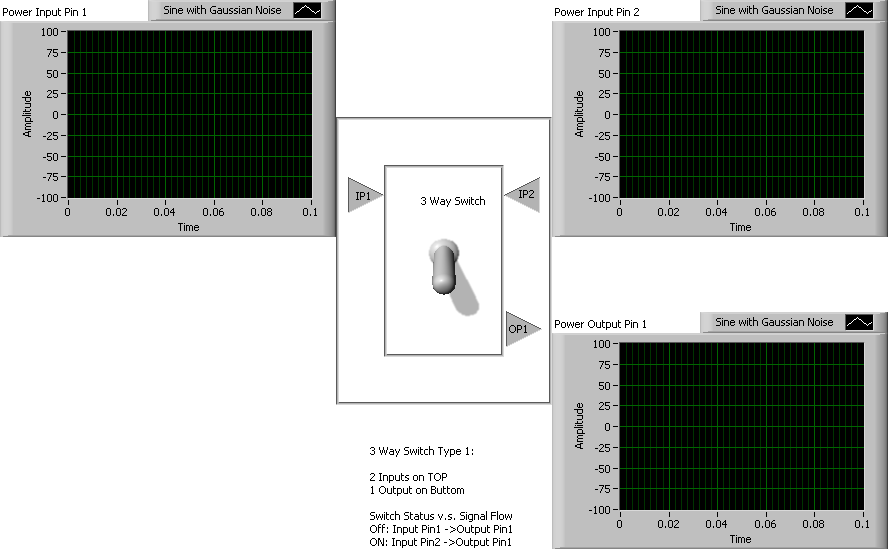 Power Input Pin 1
Sine with Gaussian Noise
100
75
50
25
0
-25
-50
-75
-100
Amplitude
0
0.02
0.04
0.06
0.08
0.1
Time
Power Input Pin 2
Sine with Gaussian Noise
100
75
50
25
0
-25
-50
-75
-100
Amplitude
0
0.02
0.04
0.06
0.08
0.1
Time
IP1
3 Way Switch
IP2
OP1
Power Output Pin 1
Sine with Gaussian Noise
100
75
50
25
0
-25
-50
-75
-100
Amplitude
0
0.02
0.04
0.06
0.08
0.1
Time
3 Way Switch Type 1:
2 Inputs on TOP
1 Output on Buttom
Switch Status v.s. Signal Flow
Off: Input Pin1 ->Output Pin1
ON: Input Pin2 ->Output Pin1